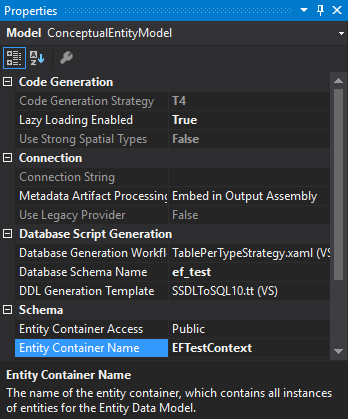 Properties
Model ConceptualEntityModel
Code Generation
Code Generation Strategy T4
Lazy Loading Enabled True
Use Strong Spatial Types False
Connection
Connection String
Metadata Artifact Processing Embed in Output Assembly
Use Legacy Provider False
Database Script Generation
Database Generation Workfl TablePerTypeStrategy.xaml (VS
Database Schema Name ef_test
DDL Generation Template SSDLToSQL10.tt (VS)
Schema
Entity Container Access Public
Entity Container Name EFTestContext
Entity Container Name
The name of the entity container, which contains all instances
of entities for the Entity Data Model.